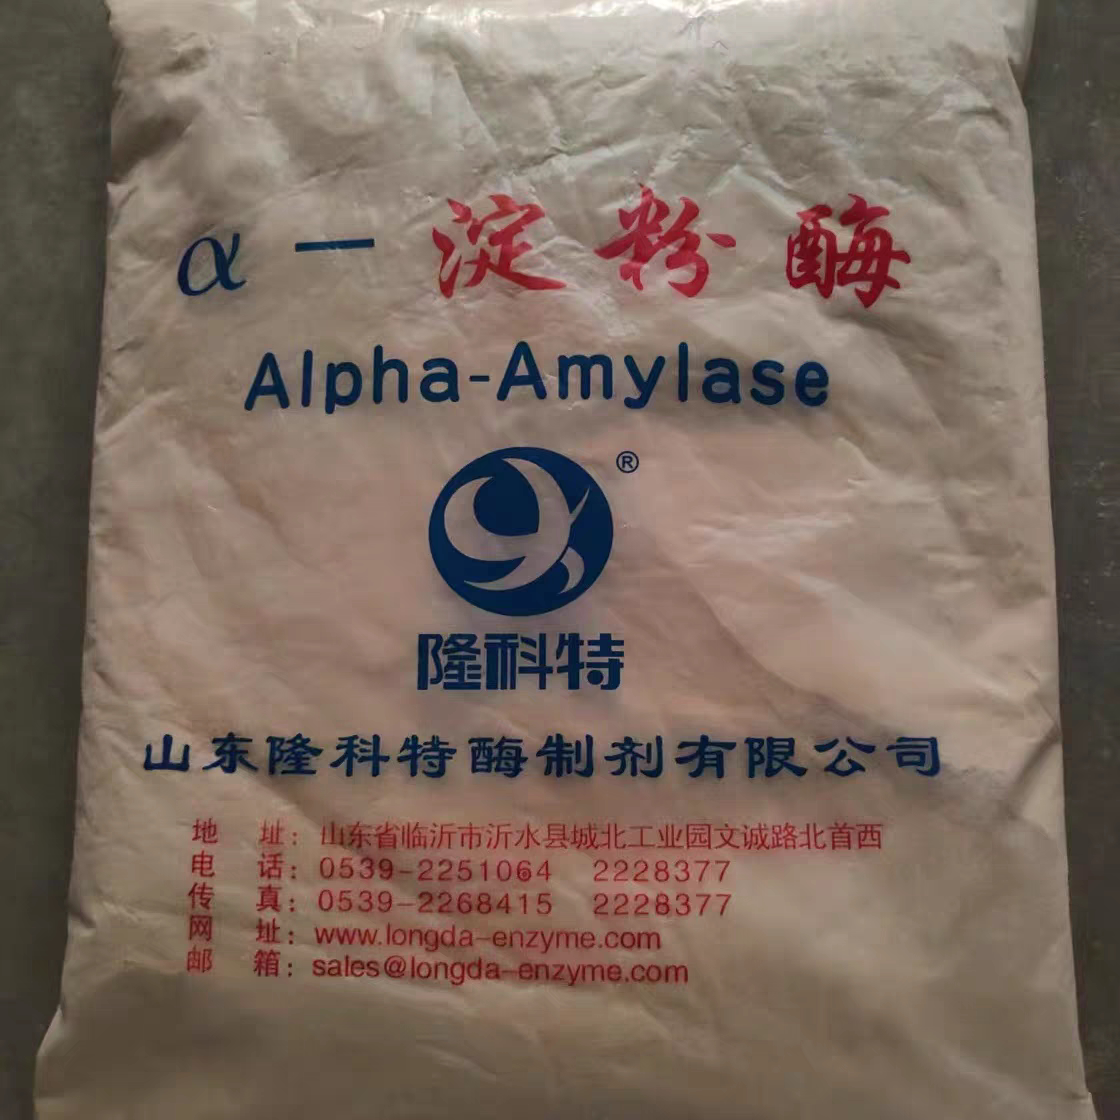 α－淀粉酶
Alpha-Amylase
®
隆科特
山东隆科特酶制剂有限公司
地 址：山东省临沂市沂水县城北工业园文诚路北首西
电 话：0539-2251064 2228377
传 真：0539-2268415 2228377
网 址：www.longda-enzyme.com
邮 箱：sales@longda-enzyme.com